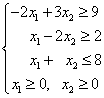 -2x₁+3x₂≥9
x₁-2x₂≥2
x₁+ x₂≤8
x₁≥0, x₂≥0